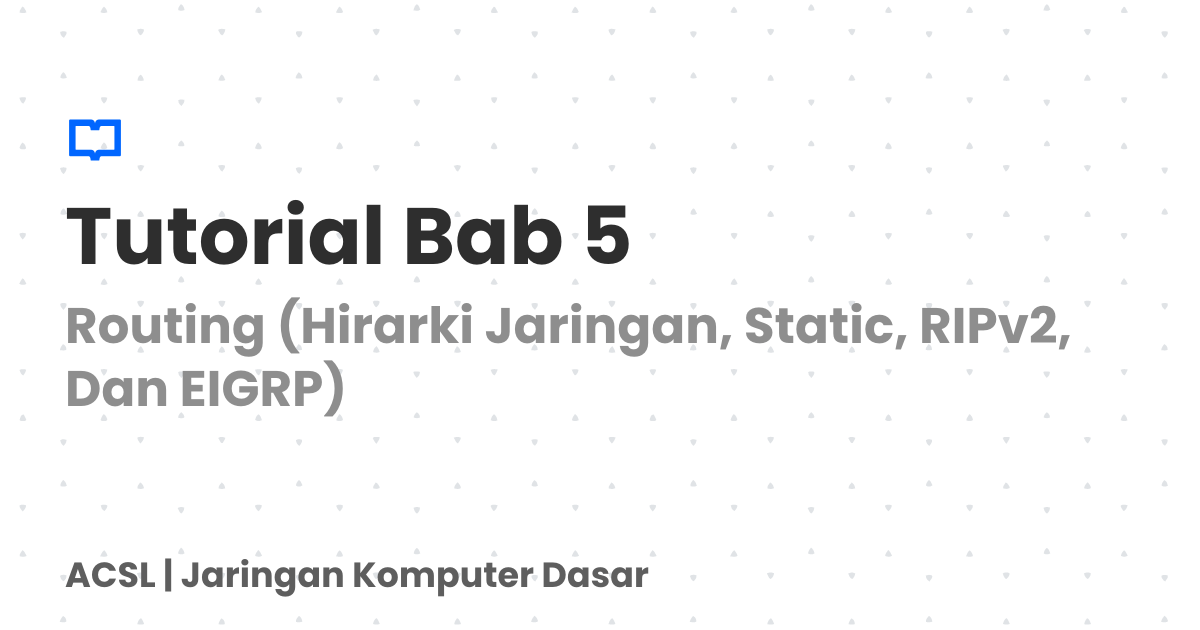 Tutorial Bab 5
Routing (Hirarki Jaringan, Static, RIPv2,
Dan EIGRP)
ACSL | Jaringan Komputer Dasar